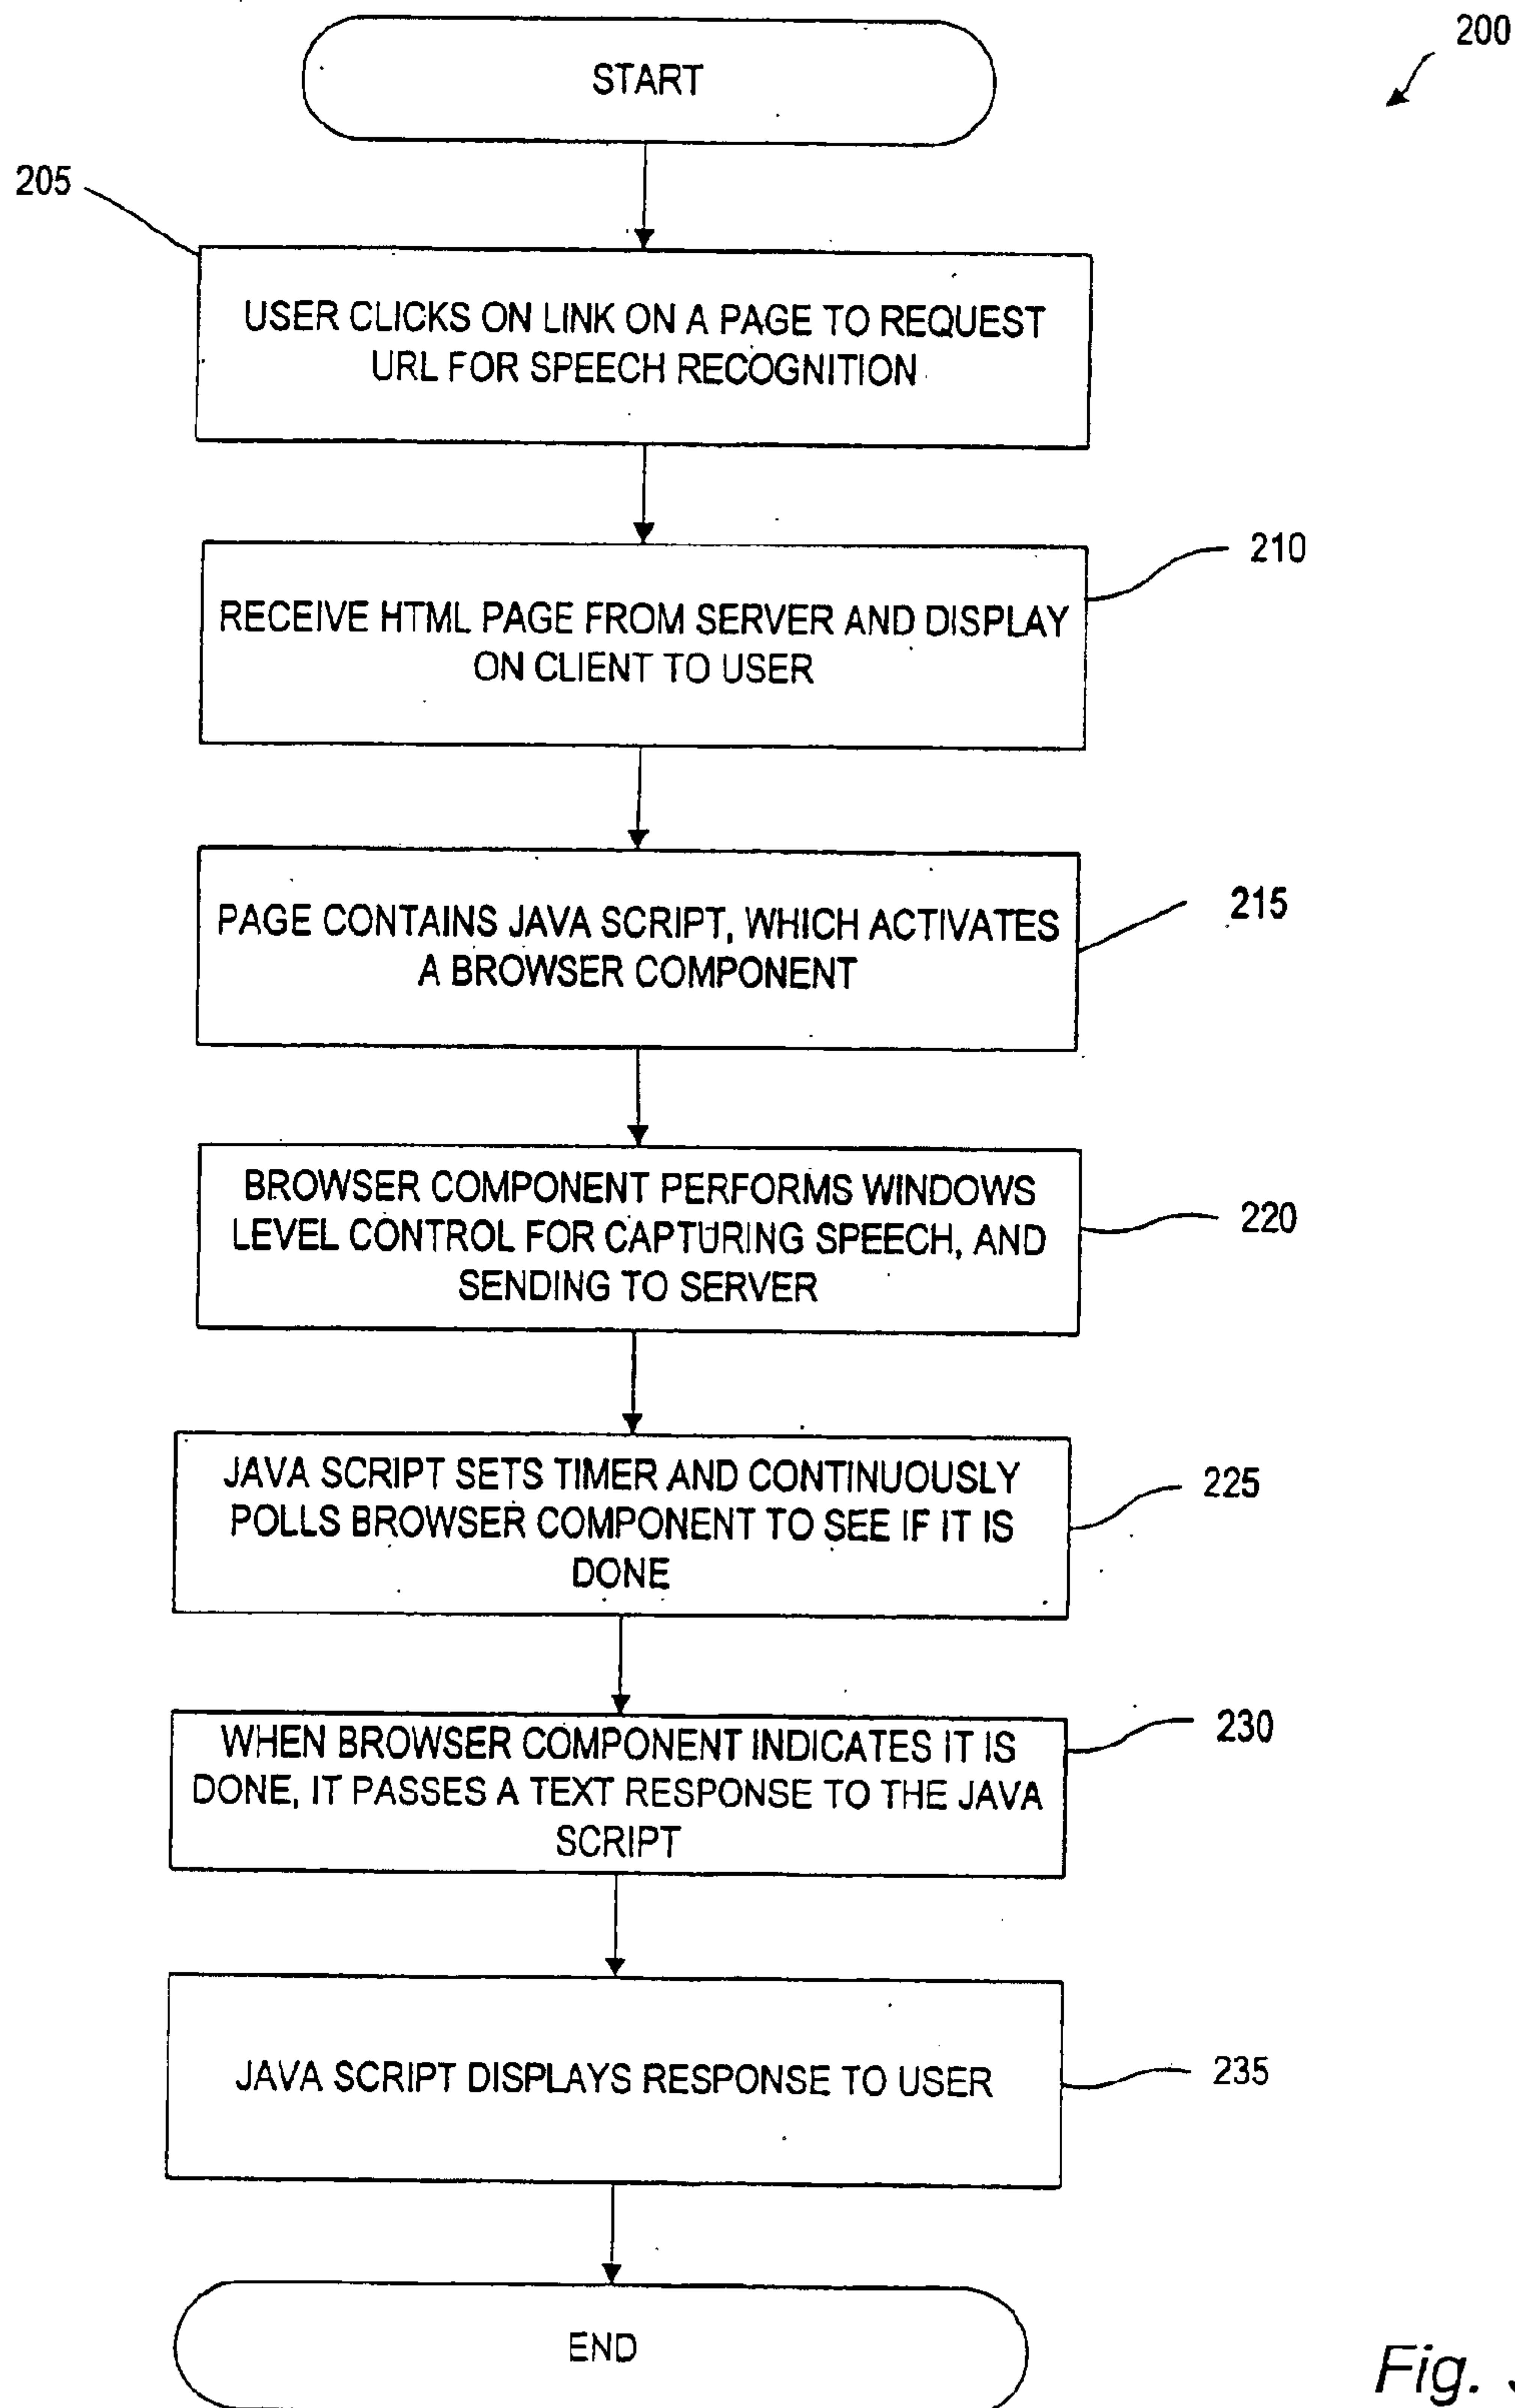 200
START
205
USER CLICKS ON LINK ON A PAGE TO REQUEST
URL FOR SPEECH RECOGNITION
210
RECEIVE HTML PAGE FROM SERVER AND DISPLAY
ON CLIENT TO USER
215
PAGE CONTAINS JAVA SCRIPT, WHICH ACTIVATES
A BROWSER COMPONENT
220
BROWSER COMPONENT PERFORMS WINDOWS
LEVEL CONTROL FOR CAPTURING SPEECH, AND
SENDING TO SERVER
225
JAVA SCRIPT SETS TIMER AND CONTINUOUSLY
POLLS BROWSER COMPONENT TO SEE IF IT IS
DONE
230
WHEN BROWSER COMPONENT INDICATES IT IS
DONE, IT PASSES A TEXT RESPONSE TO THE JAVA
SCRIPT
235
JAVA SCRIPT DISPLAYS RESPONSE TO USER
END
Fig.